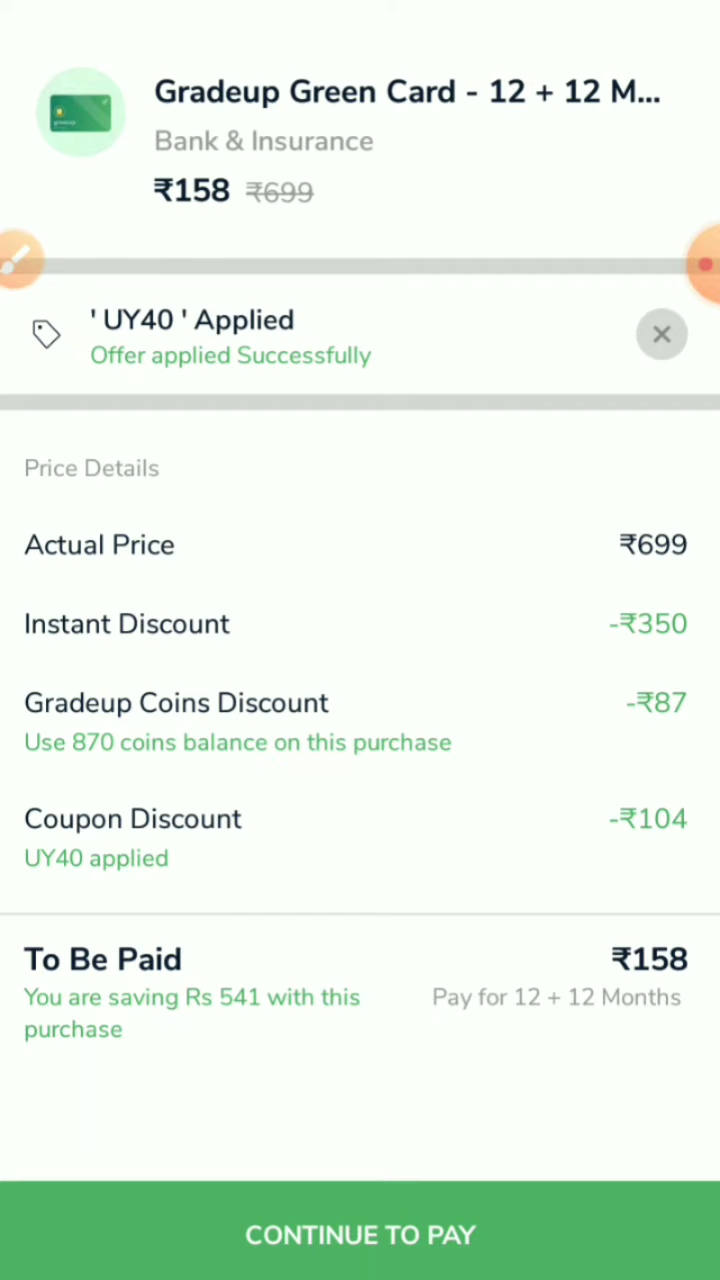 Gradeup Green Card - 12 + 12 M...
Bank & Insurance
₹158 ₹699
' UY40 ' Applied
Offer applied Successfully
Price Details
Actual Price ₹699
Instant Discount -₹350
Gradeup Coins Discount -₹87
Use 870 coins balance on this purchase
Coupon Discount -₹104
UY40 applied
To Be Paid ₹158
You are saving Rs 541 with this Pay for 12 + 12 Months
purchase
CONTINUE TO PAY